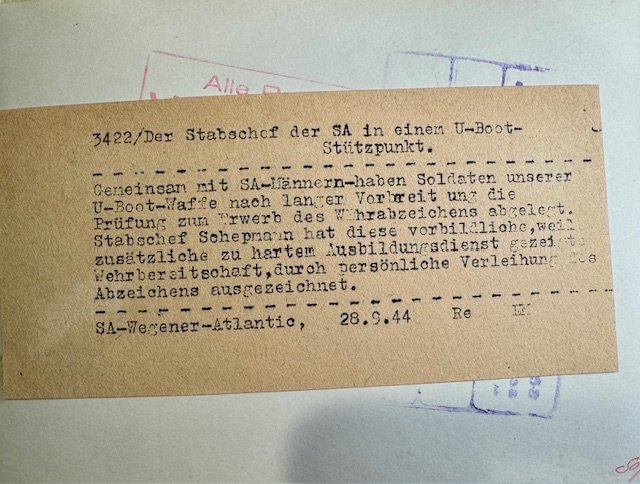 Alle
3422/Der Stabschef der SA in einem U-Boot-
Stützpunkt.
Gemeinsam mit SA-Männern-haben Soldaten unserer
U-Boot-Waffe nach langer Vorbreit ung die
Prüfung zum Erwerb des Wehrabzeichens abgelegt.
Stabschef Schepmann hat diese vorbildliche,weil
zusätzliche zu hartem Ausbildungsdienst gezeigte
Wehrbereitschaft,durch persönliche Verleihung des
Abzeichens ausgezeichnet.
SA-Wegener-Atlantic, 28.9.44 Re